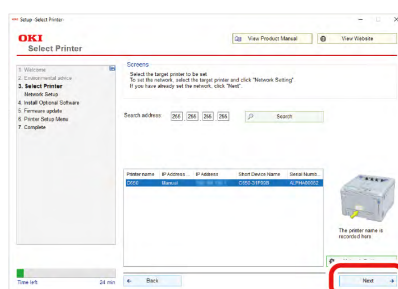 Setup -Select Printer-
OKI
Select Printer
View Product Manual
View Website
1. Welcome
2. Environmental advice
3. Select Printer
Network Setup
4. Install Optional Software
5. Firmware update
6. Printer Setup Menu
7. Complete
Screens
Select the target printer to be set.
To set the network, select the target printer and click "Network Setting"
If you have already set the network, click "Next".
Search address
255 255 255 255
Search
Printer name IP Address ... IP Address Short Device Name Serial Numb...
C650 Manual
The printer name is
recorded here.
Time left 24 min
Back
Next